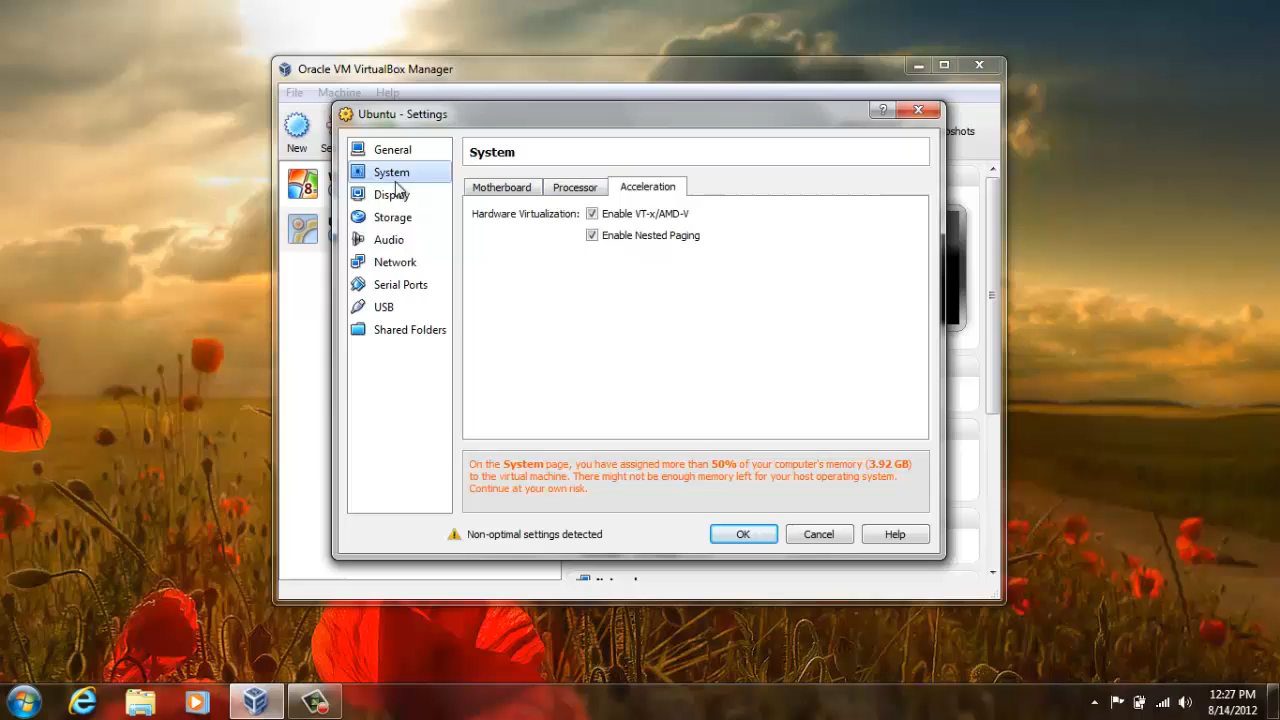 Oracle VM VirtualBox Manager
File Machine Help
Ubuntu - Settings
New
General
System
Display
Storage
Audio
Network
Serial Ports
USB
Shared Folders
System
Motherboard Processor Acceleration
Hardware Virtualization: Enable VT-x/AMD-V
Enable Nested Paging
On the System page, you have assigned more than 50% of your computer's memory (3.92 GB)
to the virtual machine. There might not be enough memory left for your host operating system.
Continue at your own risk.
Non-optimal settings detected
OK Cancel Help
12:27 PM
8/14/2012